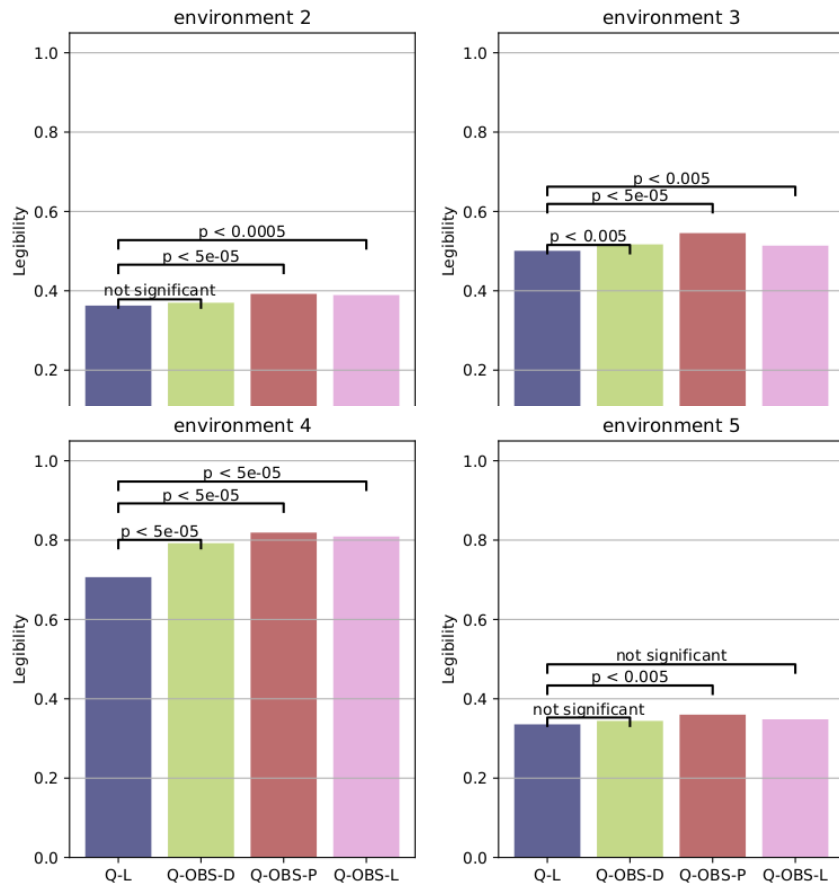 environment 2
1.0
0.8
0.6
0.4
0.2
Legibility
p < 0.0005
p < 5e-05
not significant
environment 3
1.0
0.8
0.6
0.4
0.2
Legibility
p < 0.005
p < 5e-05
p < 0.005
environment 4
1.0
0.8
0.6
0.4
0.2
0.0
Legibility
p < 5e-05
p < 5e-05
p < 5e-05
Q-L Q-OBS-D Q-OBS-P Q-OBS-L
environment 5
1.0
0.8
0.6
0.4
0.2
0.0
Legibility
not significant
p < 0.005
not significant
Q-L Q-OBS-D Q-OBS-P Q-OBS-L